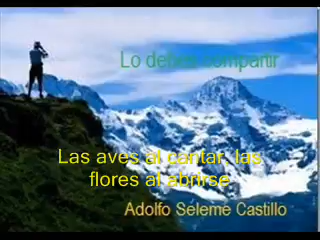 Lo debes compartir
Las aves al cantar, las
flores al abrirse
Adolfo Seleme Castillo